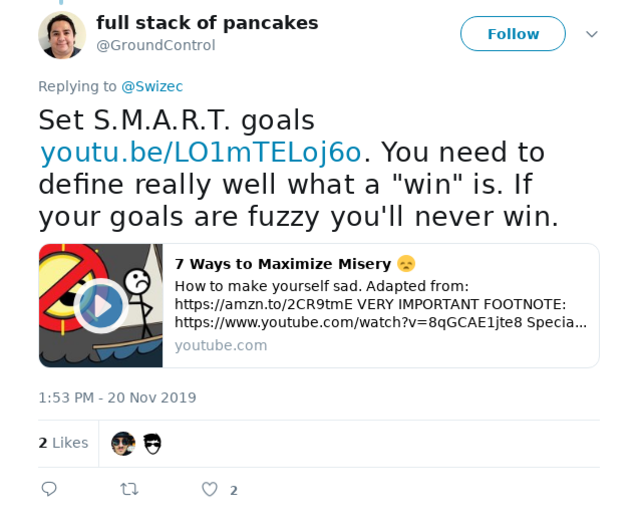 full stack of pancakes
@GroundControl
Follow
Replying to @Swizec
Set S.M.A.R.T. goals
youtu.be/LO1mTELoj6o. You need to
define really well what a "win" is. If
your goals are fuzzy you'll never win.
7 Ways to Maximize Misery 😞
How to make yourself sad. Adapted from:
https://amzn.to/2CR9tmE VERY IMPORTANT FOOTNOTE:
https://www.youtube.com/watch?v=8qGCAE1jte8 Specia...
youtube.com
1:53 PM - 20 Nov 2019
2 Likes
2